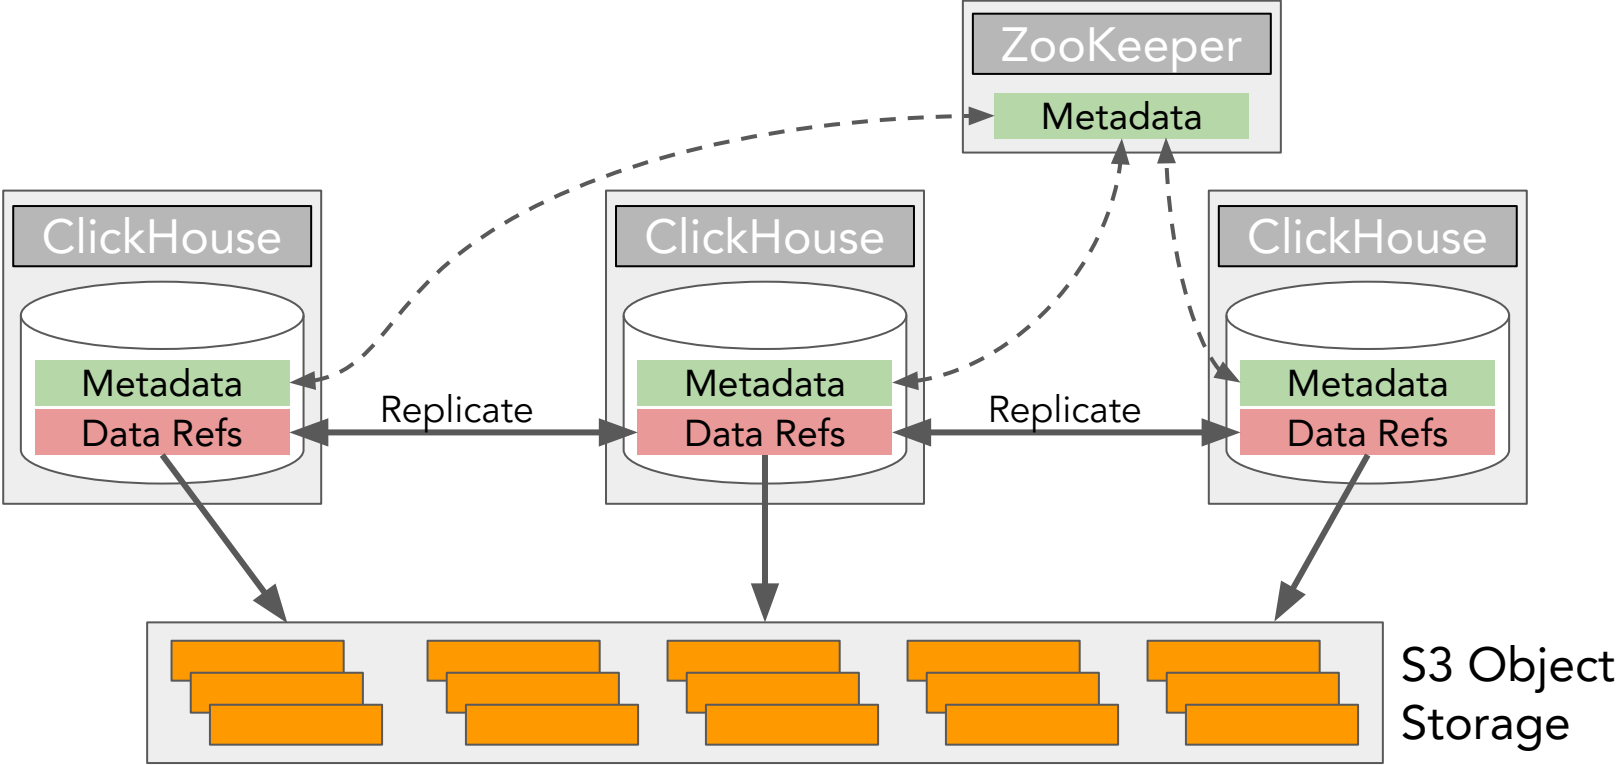 ZooKeeper
Metadata
ClickHouse
ClickHouse
ClickHouse
Metadata
Data Refs
Replicate
Metadata
Data Refs
Replicate
Metadata
Data Refs
S3 Object
Storage